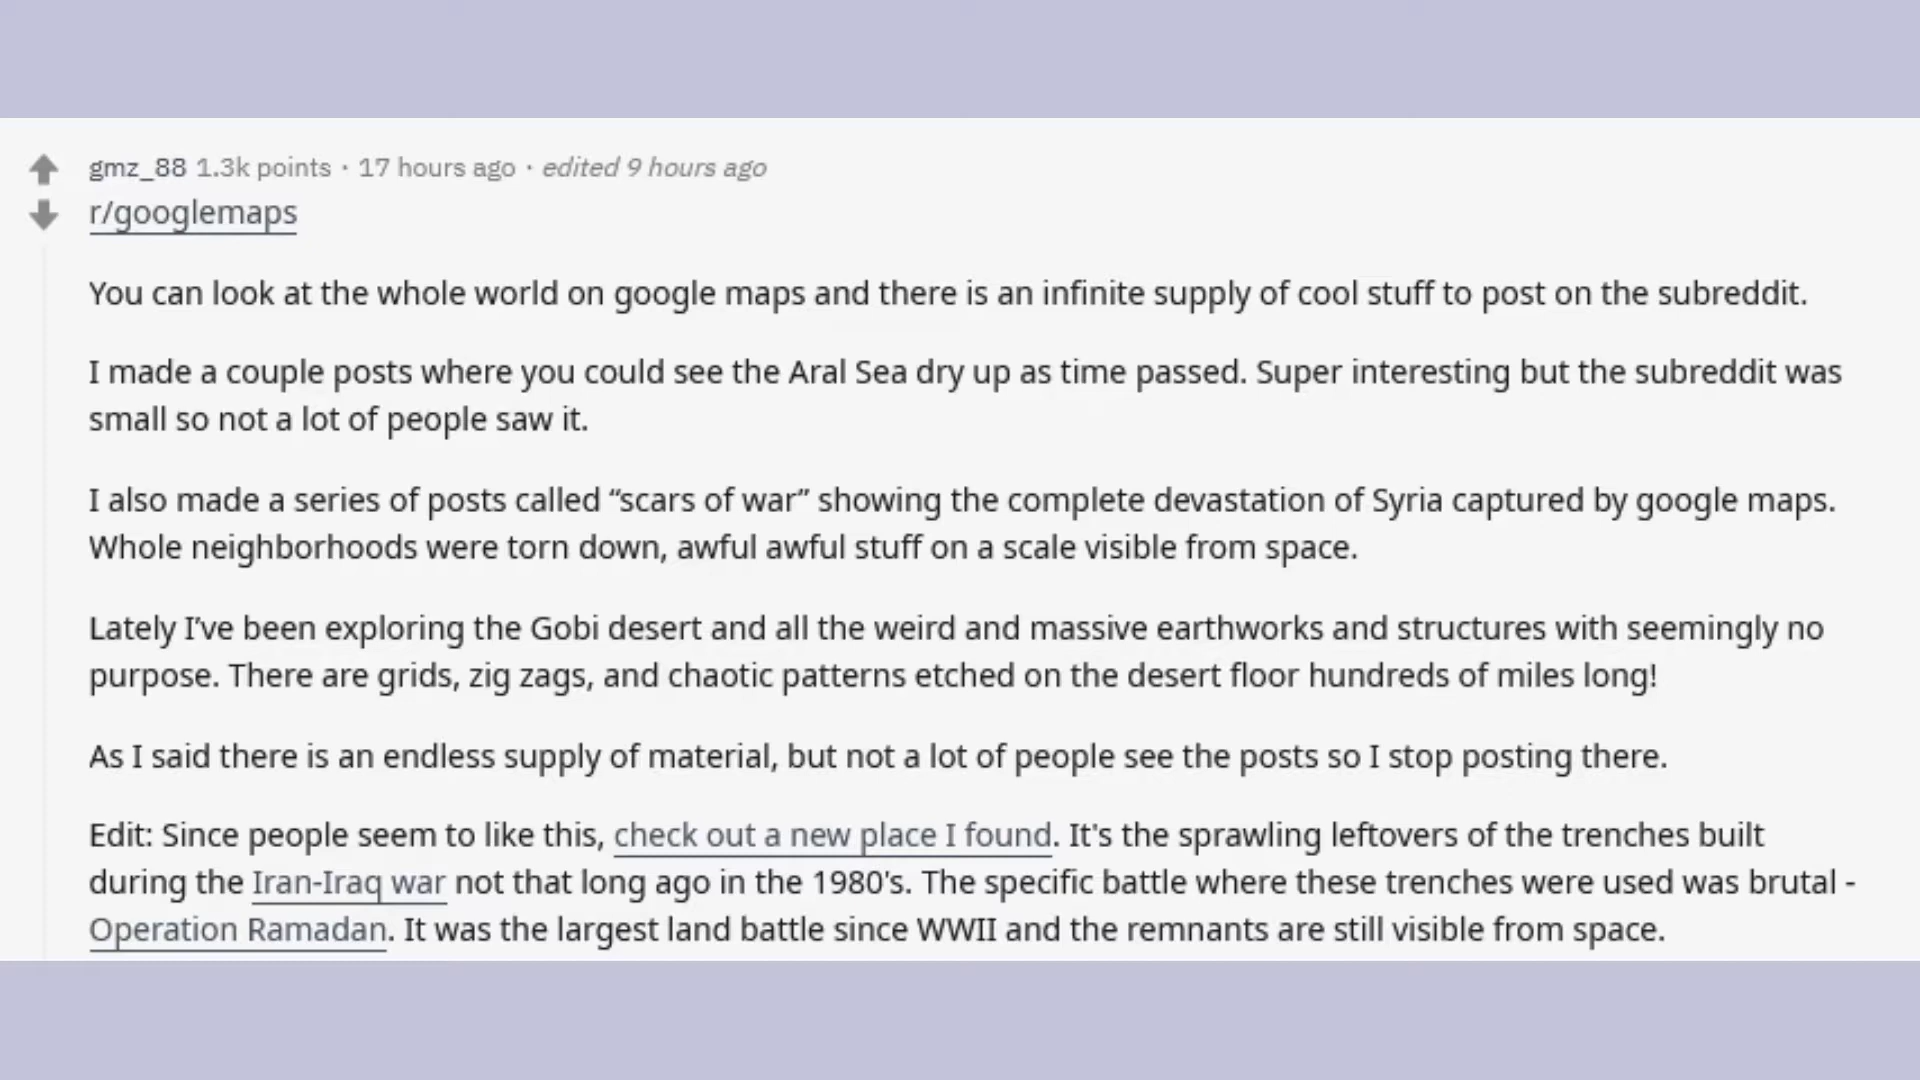 gmz_88 1.3k points · 17 hours ago · edited 9 hours ago
r/googlemaps
You can look at the whole world on google maps and there is an infinite supply of cool stuff to post on the subreddit.
I made a couple posts where you could see the Aral Sea dry up as time passed. Super interesting but the subreddit was
small so not a lot of people saw it.
I also made a series of posts called “scars of war” showing the complete devastation of Syria captured by google maps.
Whole neighborhoods were torn down, awful awful stuff on a scale visible from space.
Lately I’ve been exploring the Gobi desert and all the weird and massive earthworks and structures with seemingly no
purpose. There are grids, zig zags, and chaotic patterns etched on the desert floor hundreds of miles long!
As I said there is an endless supply of material, but not a lot of people see the posts so I stop posting there.
Edit: Since people seem to like this, check out a new place I found. It's the sprawling leftovers of the trenches built
during the Iran-Iraq war not that long ago in the 1980's. The specific battle where these trenches were used was brutal -
Operation Ramadan. It was the largest land battle since WWII and the remnants are still visible from space.